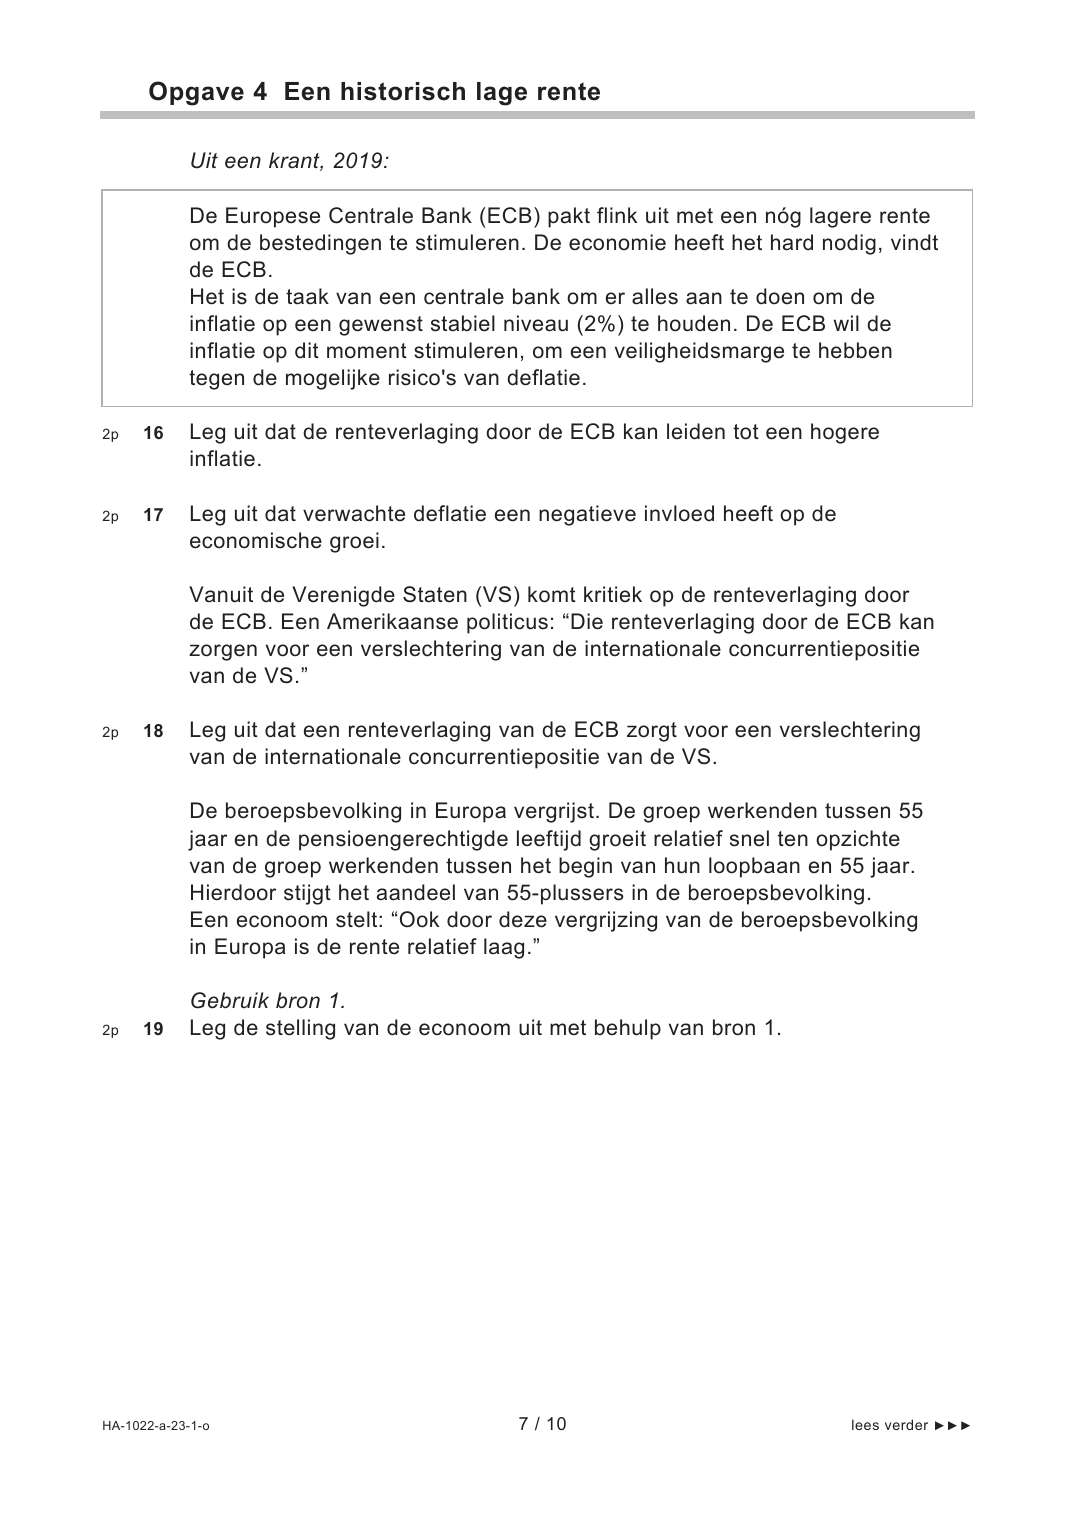 Opgave 4 Een historisch lage rente
Uit een krant, 2019:
De Europese Centrale Bank (ECB) pakt flink uit met een nóg lagere rente
om de bestedingen te stimuleren. De economie heeft het hard nodig, vindt
de ECB.
Het is de taak van een centrale bank om er alles aan te doen om de
inflatie op een gewenst stabiel niveau (2%) te houden. De ECB wil de
inflatie op dit moment stimuleren, om een veiligheidsmarge te hebben
tegen de mogelijke risico's van deflatie.
2p 16 Leg uit dat de renteverlaging door de ECB kan leiden tot een hogere
inflatie.
2p 17 Leg uit dat verwachte deflatie een negatieve invloed heeft op de
economische groei.
Vanuit de Verenigde Staten (VS) komt kritiek op de renteverlaging door
de ECB. Een Amerikaanse politicus: “Die renteverlaging door de ECB kan
zorgen voor een verslechtering van de internationale concurrentiepositie
van de VS.”
2p 18 Leg uit dat een renteverlaging van de ECB zorgt voor een verslechtering
van de internationale concurrentiepositie van de VS.
De beroepsbevolking in Europa vergrijst. De groep werkenden tussen 55
jaar en de pensioengerechtigde leeftijd groeit relatief snel ten opzichte
van de groep werkenden tussen het begin van hun loopbaan en 55 jaar.
Hierdoor stijgt het aandeel van 55-plussers in de beroepsbevolking.
Een econoom stelt: “Ook door deze vergrijzing van de beroepsbevolking
in Europa is de rente relatief laag.”
Gebruik bron 1.
2p 19 Leg de stelling van de econoom uit met behulp van bron 1.
HA-1022-a-23-1-o 7 / 10 lees verder ►►►